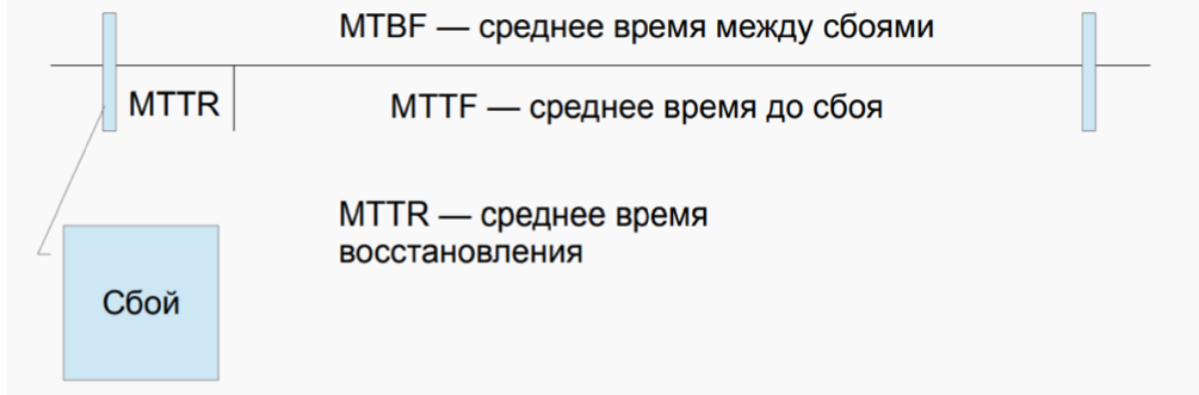 MTBF — среднее время между сбоями
MTTR
MTTF — среднее время до сбоя
MTTR — среднее время
восстановления
Сбой